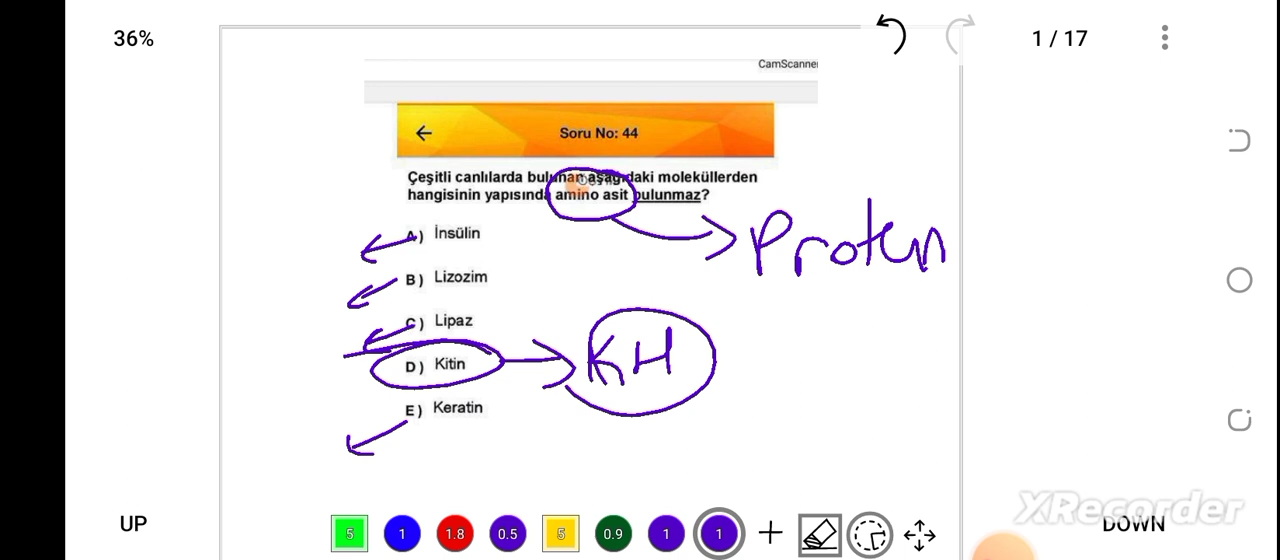 36%
1 / 17
CamScanner
Soru No: 44
Çeşitli canlılarda bulunan aşağıdaki moleküllerden
hangisinin yapısında amino asit bulunmaz?
A) İnsülin
B) Lizozim
C) Lipaz
D) Kitin
E) Keratin
Protein
KH
5 1 1.8 0.5 5 0.9 1 1
UP
DOWN
XRecorder